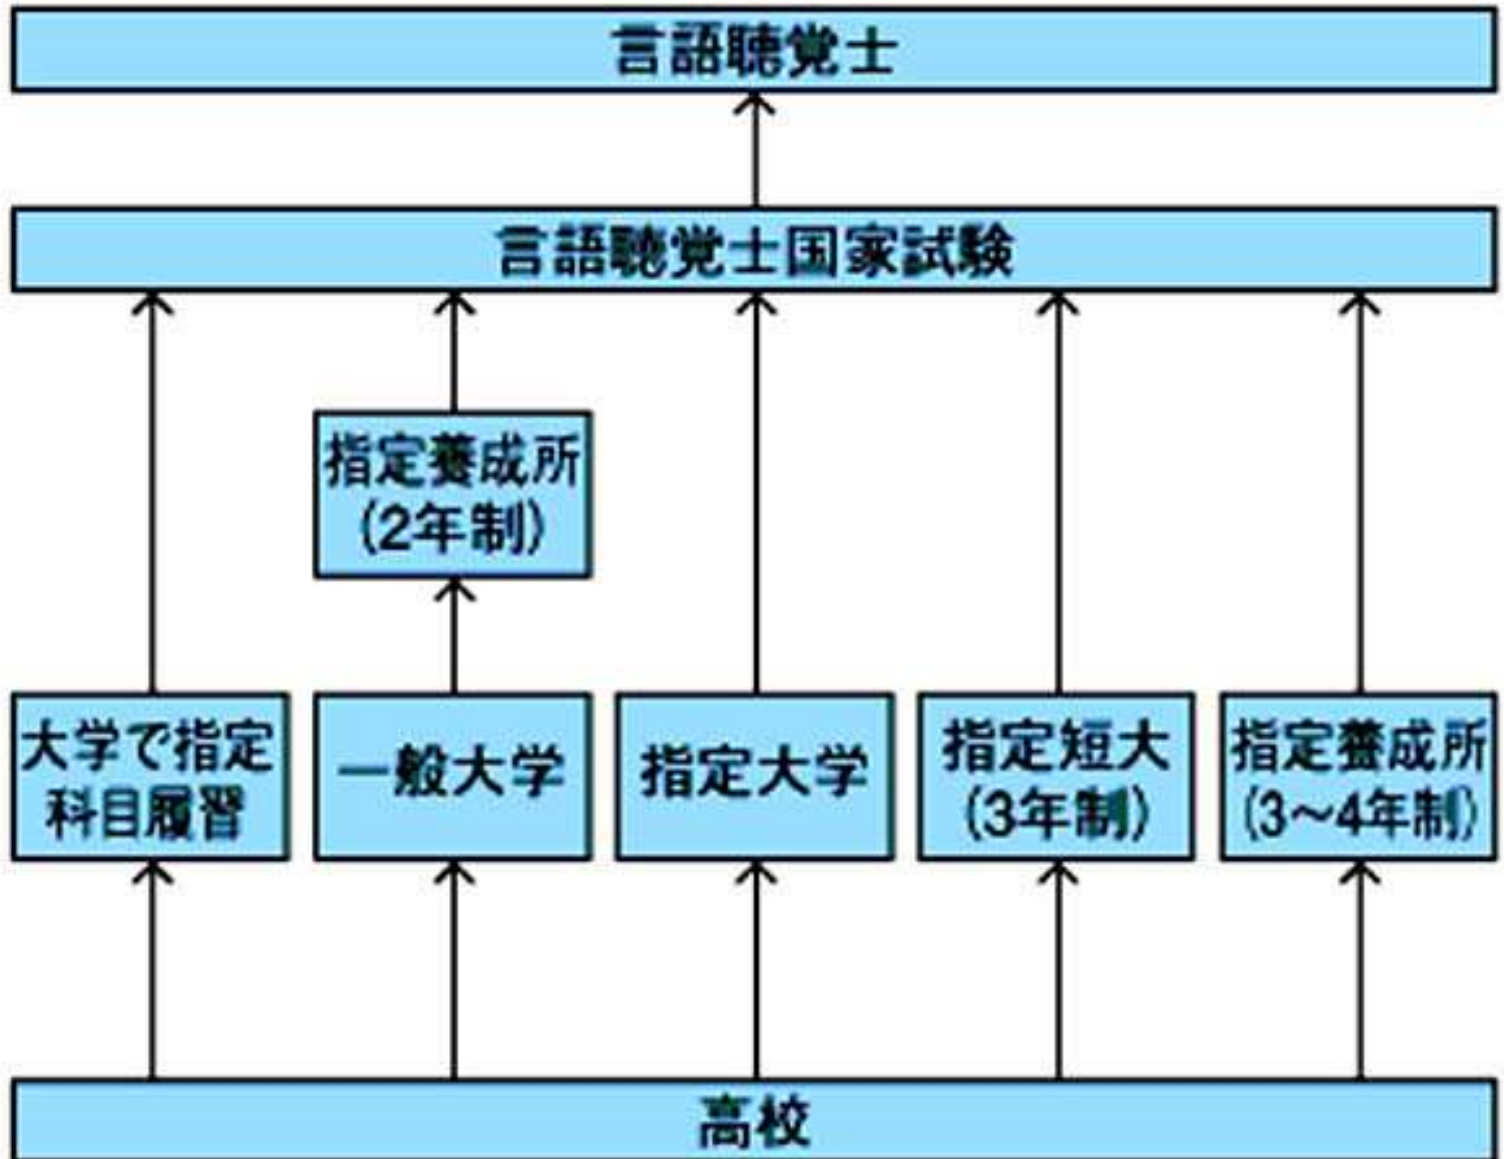 言語聴覚士
言語聴覚士国家試験
指定養成所
(2年制)
大学で指定
科目履習
一般大学
指定大学
指定短大
(3年制)
指定養成所
(3～4年制)
高校